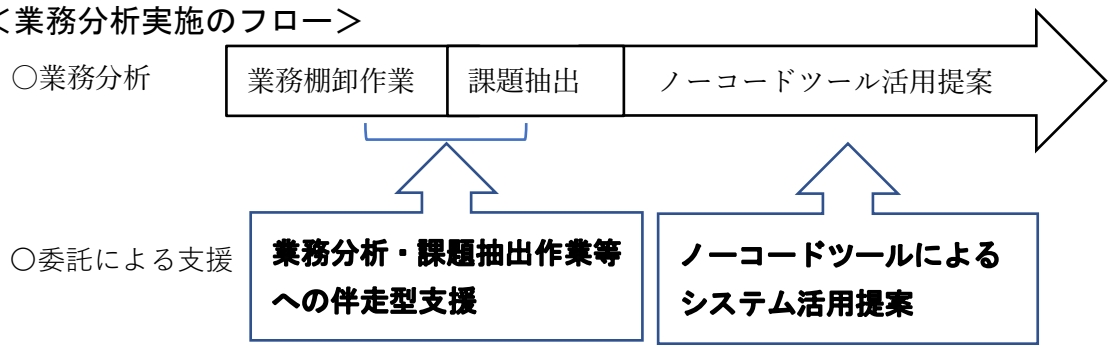 ＜業務分析実施のフロー＞
〇業務分析
業務棚卸作業
課題抽出
ノーコードツール活用提案
〇委託による支援
業務分析・課題抽出作業等
への伴走型支援
ノーコードツールによる
システム活用提案